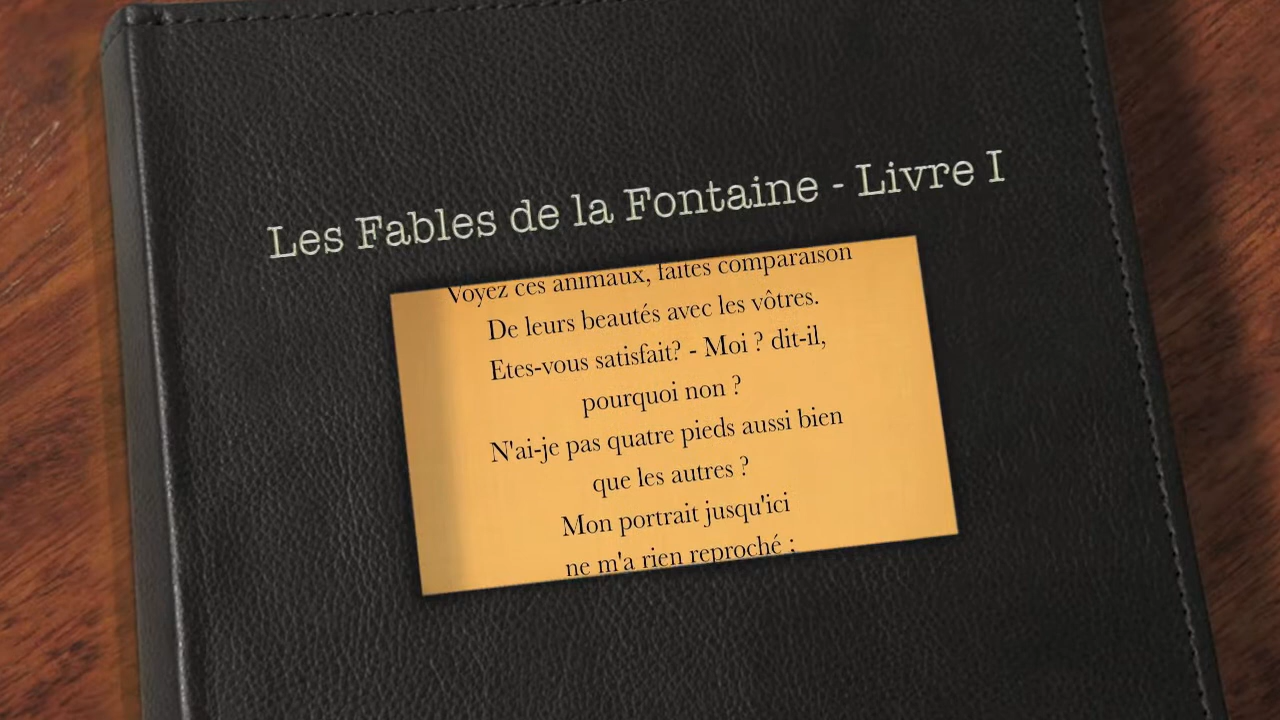 Les Fables de la Fontaine - Livre I
Voyez ces animaux, faites comparaison
De leurs beautés avec les vôtres.
Etes-vous satisfait? - Moi ? dit-il,
pourquoi non ?
N'ai-je pas quatre pieds aussi bien
que les autres ?
Mon portrait jusqu'ici
ne m'a rien reproché ;